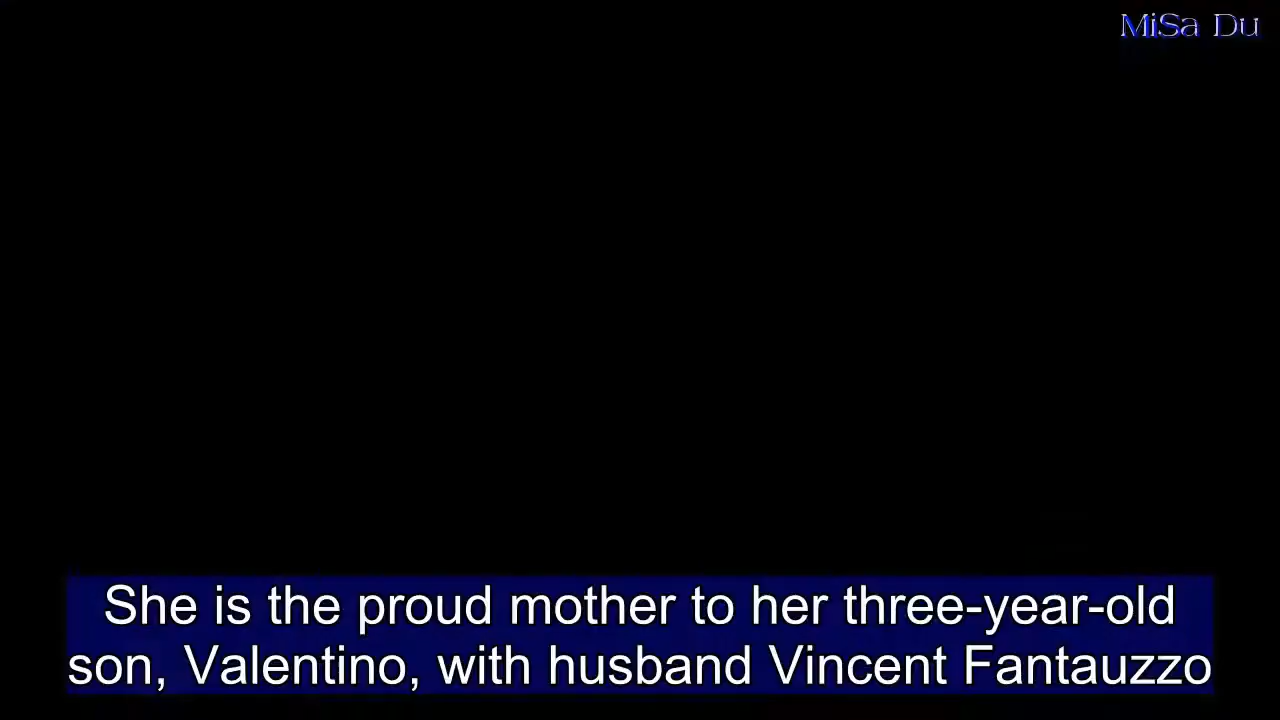 MiSa Du
She is the proud mother to her three-year-old
son, Valentino, with husband Vincent Fantauzzo